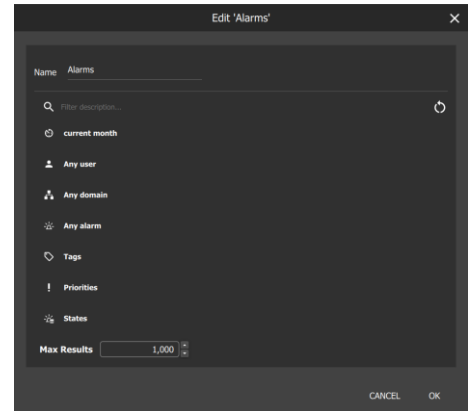 Edit 'Alarms'
Name Alarms
Filter description...
current month
Any user
Any domain
Any alarm
Tags
Priorities
States
Max Results 1,000
CANCEL OK